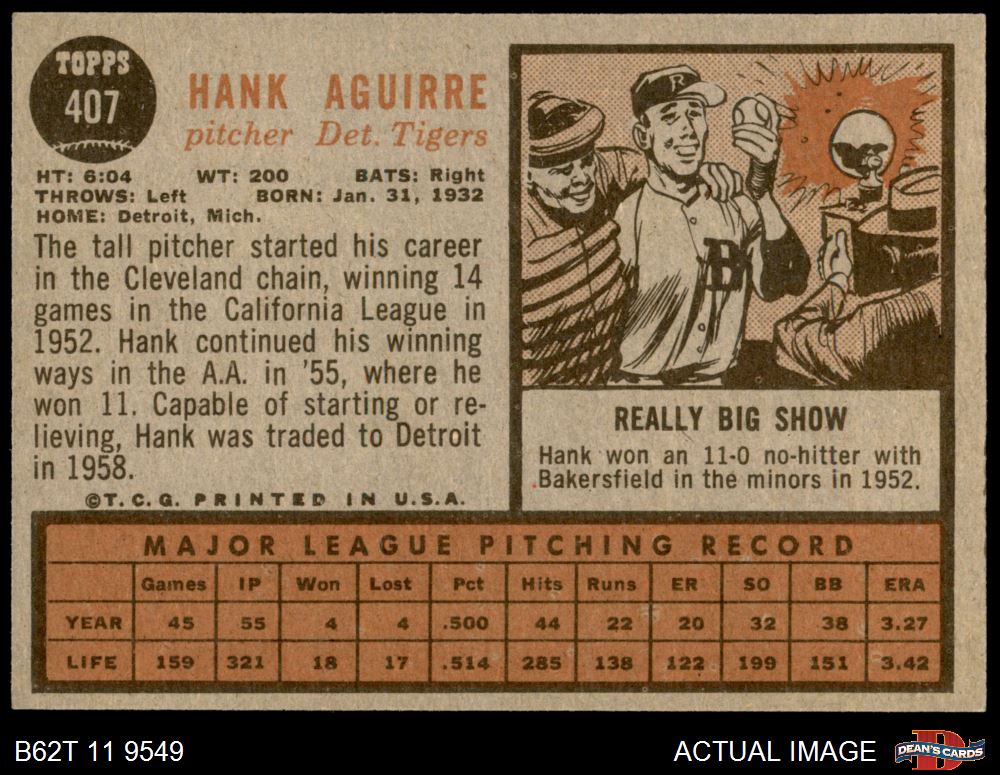 TOPPS
407
HANK AGUIRRE
pitcher Det. Tigers
HT: 6:04 WT: 200 BATS: Right
THROWS: Left BORN: Jan. 31, 1932
HOME: Detroit, Mich.
The tall pitcher started his career
in the Cleveland chain, winning 14
games in the California League in
1952. Hank continued his winning
ways in the A.A. in '55, where he
won 11. Capable of starting or re-
lieving, Hank was traded to Detroit
in 1958.
©T.C.G. PRINTED IN U.S.A.
R
B
REALLY BIG SHOW
Hank won an 11-0 no-hitter with
Bakersfield in the minors in 1952.
MAJOR LEAGUE PITCHING RECORD
Games IP Won Lost Pct Hits Runs ER SO BB ERA
YEAR 45 55 4 4 .500 44 22 20 32 38 3.27
LIFE 159 321 18 17 .514 285 138 122 199 151 3.42
B62T 11 9549
ACTUAL IMAGE
D
DEAN'S CARDS